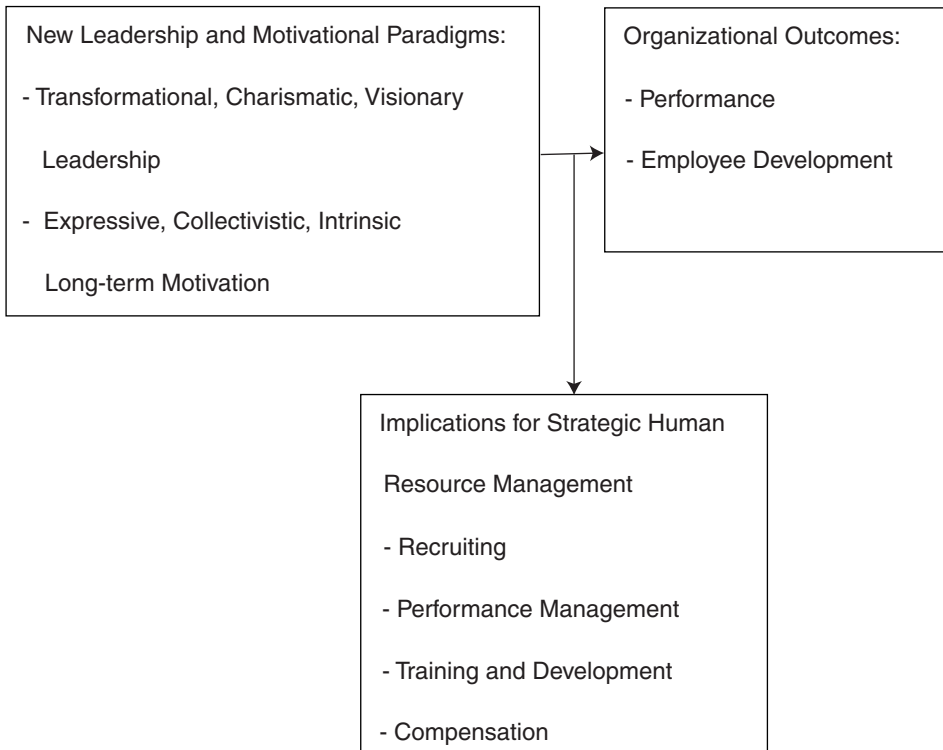 New Leadership and Motivational Paradigms:
- Transformational, Charismatic, Visionary
Leadership
- Expressive, Collectivistic, Intrinsic
Long-term Motivation
Organizational Outcomes:
- Performance
- Employee Development
Implications for Strategic Human
Resource Management
- Recruiting
- Performance Management
- Training and Development
- Compensation